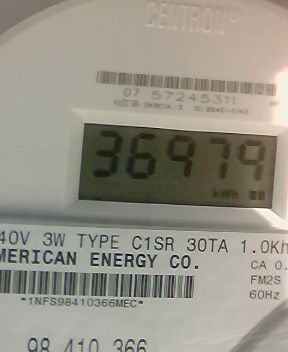 CENTRON®
07 57245311
36979
kWh
40V 3W TYPE C1SR 30TA 1.0Kh
MERICAN ENERGY CO.
CA 0.
FM2S
60Hz
*1NFS98410366MEC*
98 410 366